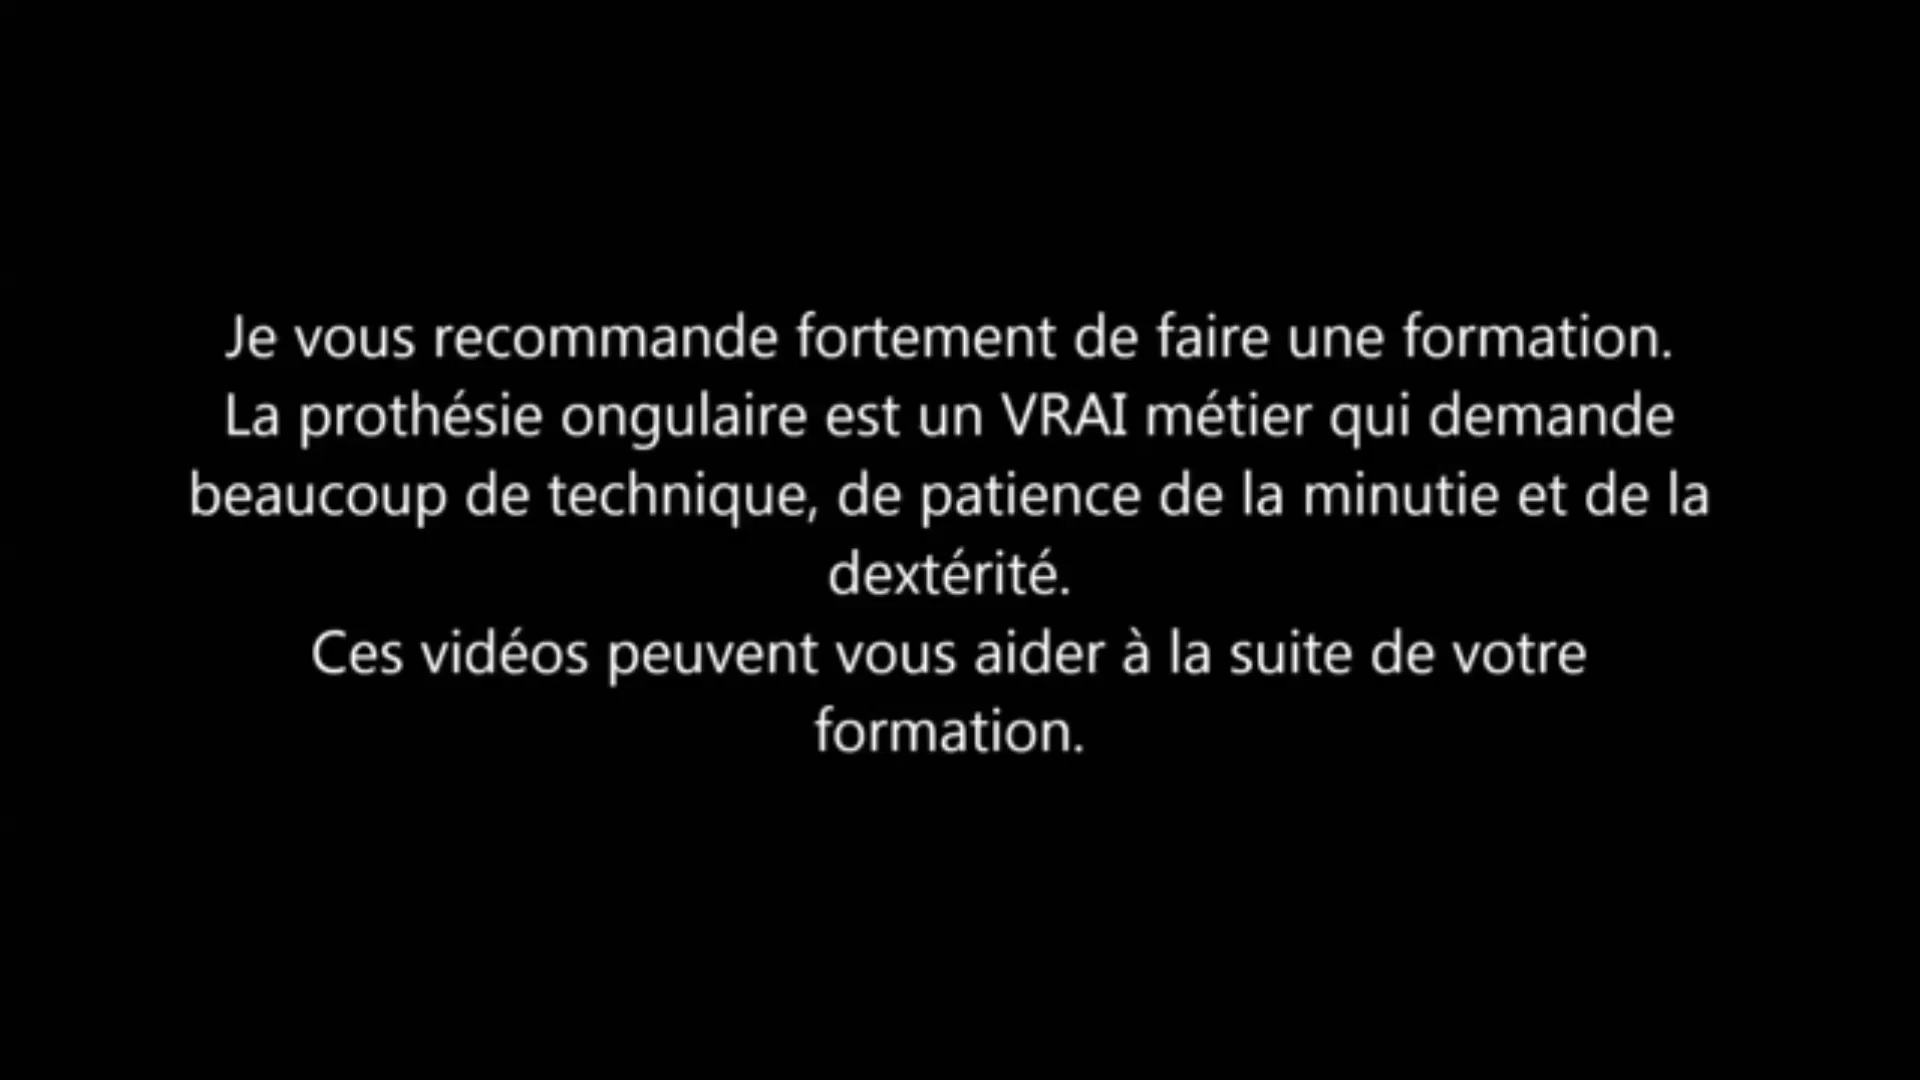 Je vous recommande fortement de faire une formation.
La prothésie ongulaire est un VRAI métier qui demande
beaucoup de technique, de patience de la minutie et de la
dextérité.
Ces vidéos peuvent vous aider à la suite de votre
formation.